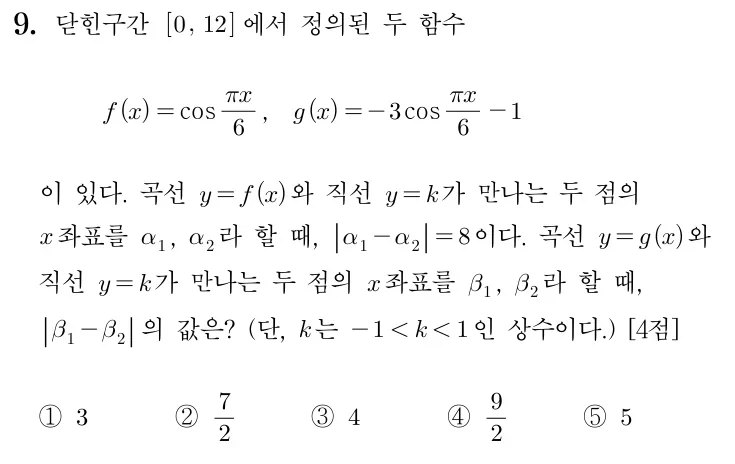 9. 닫힌구간 [0, 12]에서 정의된 두 함수
f(x)=cos πx/6, g(x)=-3cos πx/6 -1
이 있다. 곡선 y=f(x)와 직선 y=k가 만나는 두 점의
x좌표를 α₁, α₂라 할 때, |α₁-α₂|=8이다. 곡선 y=g(x)와
직선 y=k가 만나는 두 점의 x좌표를 β₁, β₂라 할 때,
|β₁-β₂|의 값은? (단, k는 -1<k<1인 상수이다.) [4점]
① 3 ② 7/2 ③ 4 ④ 9/2 ⑤ 5